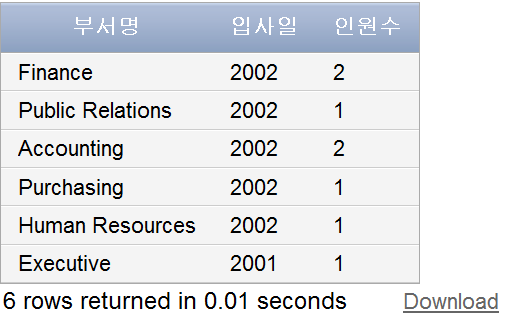 부서명 입사일 인원수
Finance 2002 2
Public Relations 2002 1
Accounting 2002 2
Purchasing 2002 1
Human Resources 2002 1
Executive 2001 1
6 rows returned in 0.01 seconds Download